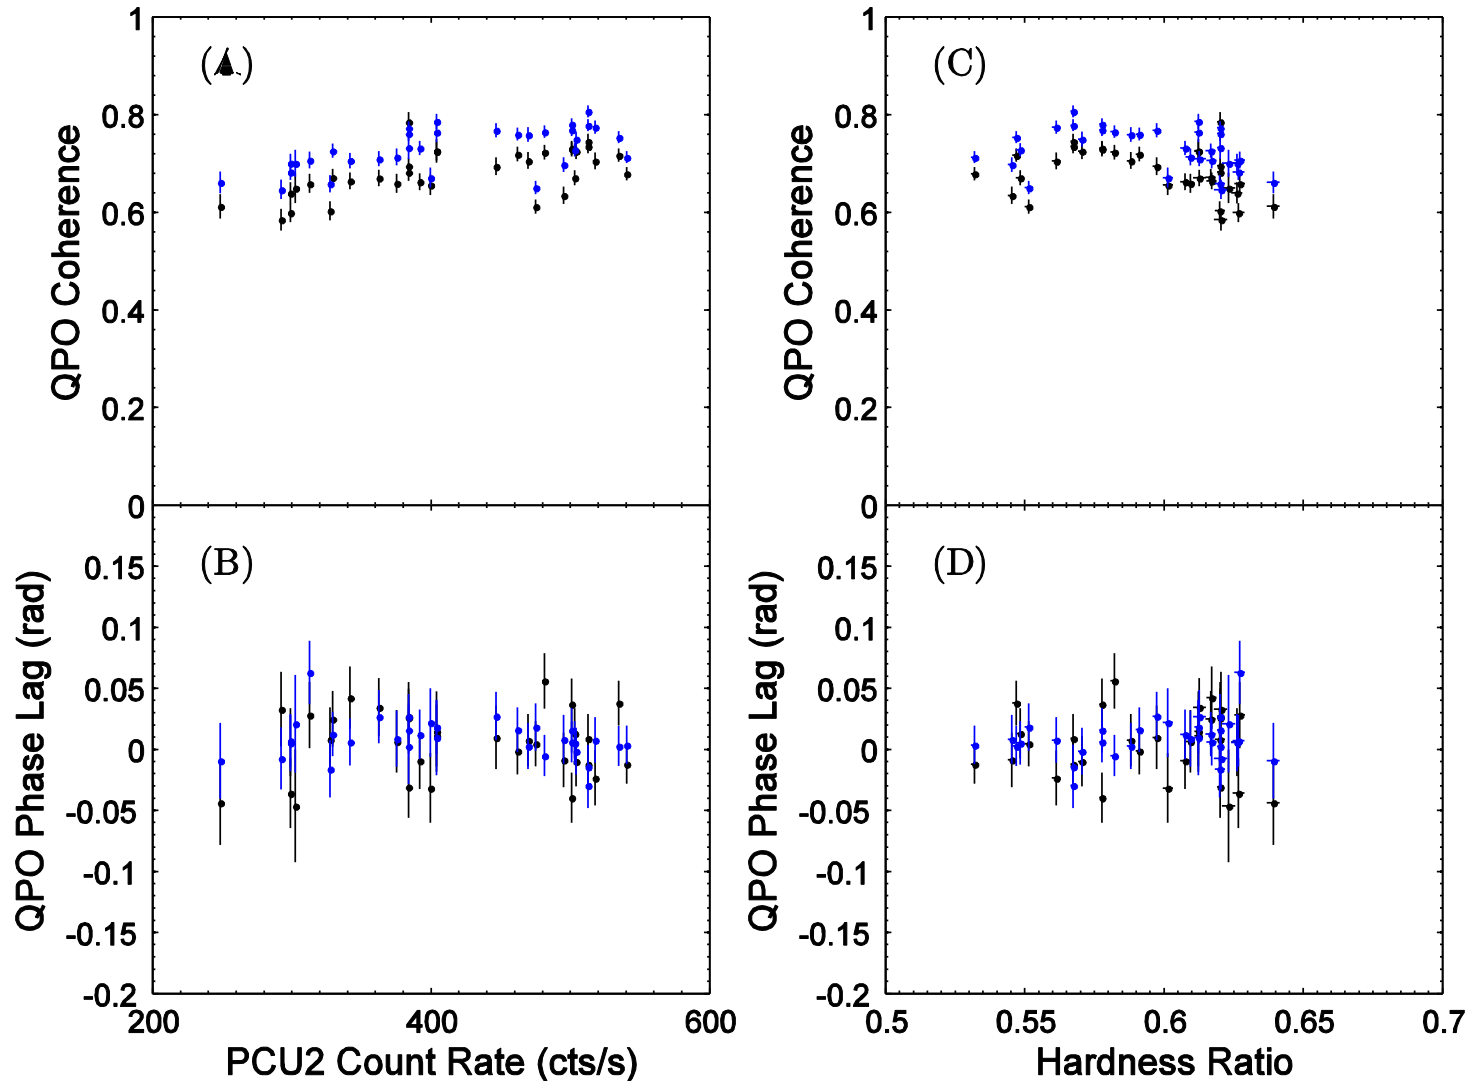 (A)
(C)
1
0.8
0.6
0.4
0.2
0
QPO Coherence
1
0.8
0.6
0.4
0.2
0
QPO Coherence
(B)
(D)
0.15
0.1
0.05
0
-0.05
-0.1
-0.15
-0.2
QPO Phase Lag (rad)
0.15
0.1
0.05
0
-0.05
-0.1
-0.15
-0.2
QPO Phase Lag (rad)
200 400 600
PCU2 Count Rate (cts/s)
0.5 0.55 0.6 0.65 0.7
Hardness Ratio